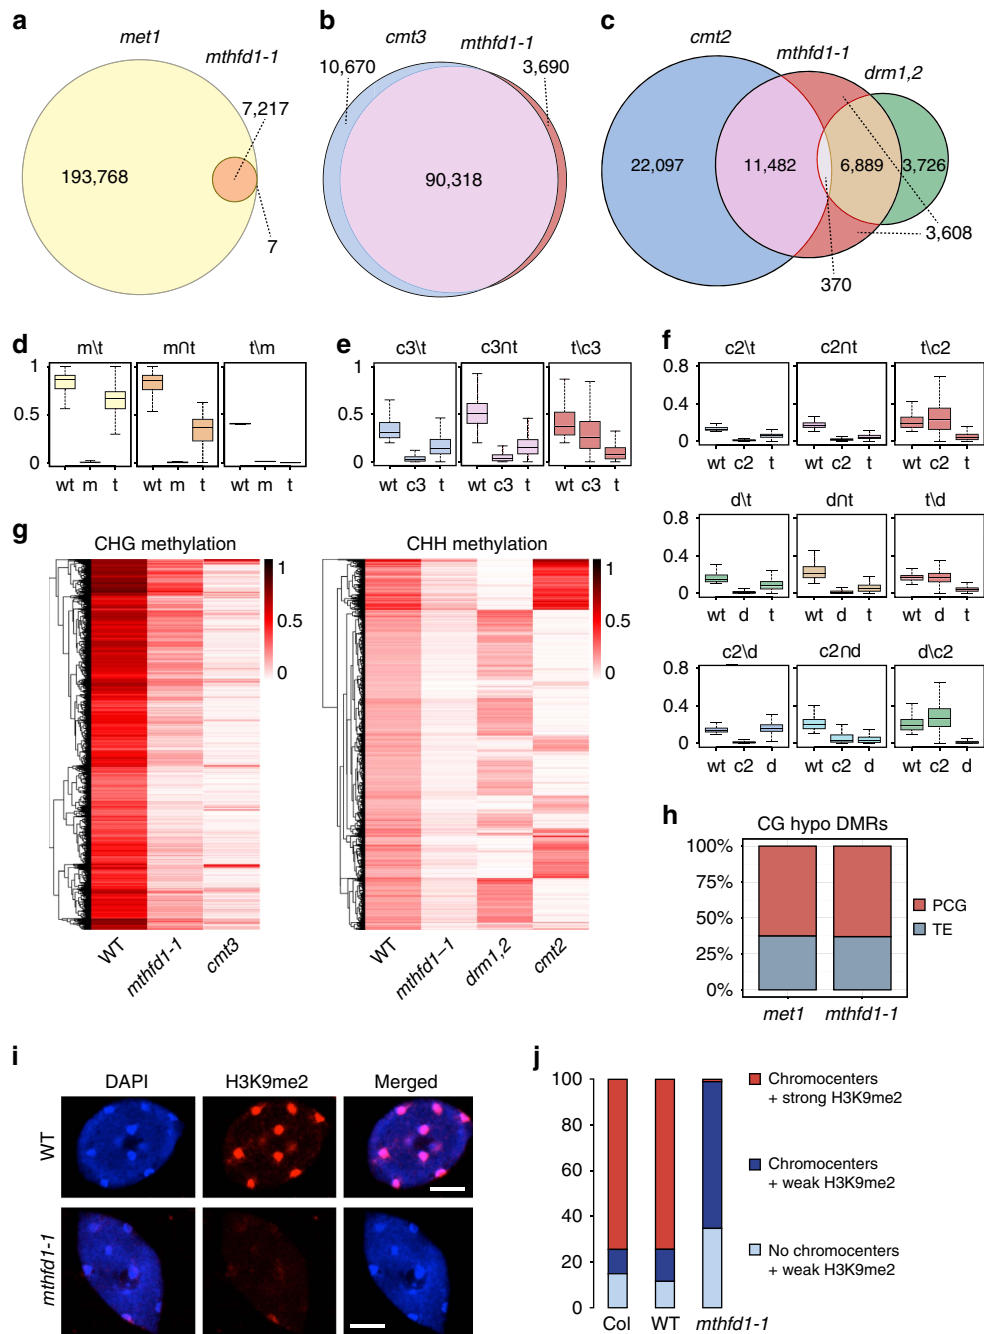 a
met1
mthfd1-1
7,217
193,768
7
b
cmt3
mthfd1-1
10,670
3,690
90,318
c
cmt2
mthfd1-1
drm1,2
22,097
11,482
6,889
3,726
3,608
370
d
m\t
m∩t
t\m
1
0.5
0
wt m t
wt m t
wt m t
e
c3\t
c3∩t
t\c3
1
0.5
0
wt c3 t
wt c3 t
wt c3 t
f
c2\t
c2∩t
t\c2
0.8
0.4
0
wt c2 t
wt c2 t
wt c2 t
d\t
d∩t
t\d
0.8
0.4
0
wt d t
wt d t
wt d t
c2\d
c2∩d
d\c2
0.8
0.4
0
wt c2 d
wt c2 d
wt c2 d
g
CHG methylation
1
0.5
0
WT
mthfd1-1
cmt3
CHH methylation
1
0.5
0
WT
mthfd1–1
drm1,2
cmt2
h
CG hypo DMRs
100%
75%
50%
25%
0%
PCG
TE
met1
mthfd1-1
i
DAPI
H3K9me2
Merged
WT
mthfd1-1
j
100
80
60
40
20
0
Col
WT
mthfd1-1
Chromocenters
+ strong H3K9me2
Chromocenters
+ weak H3K9me2
No chromocenters
+ weak H3K9me2